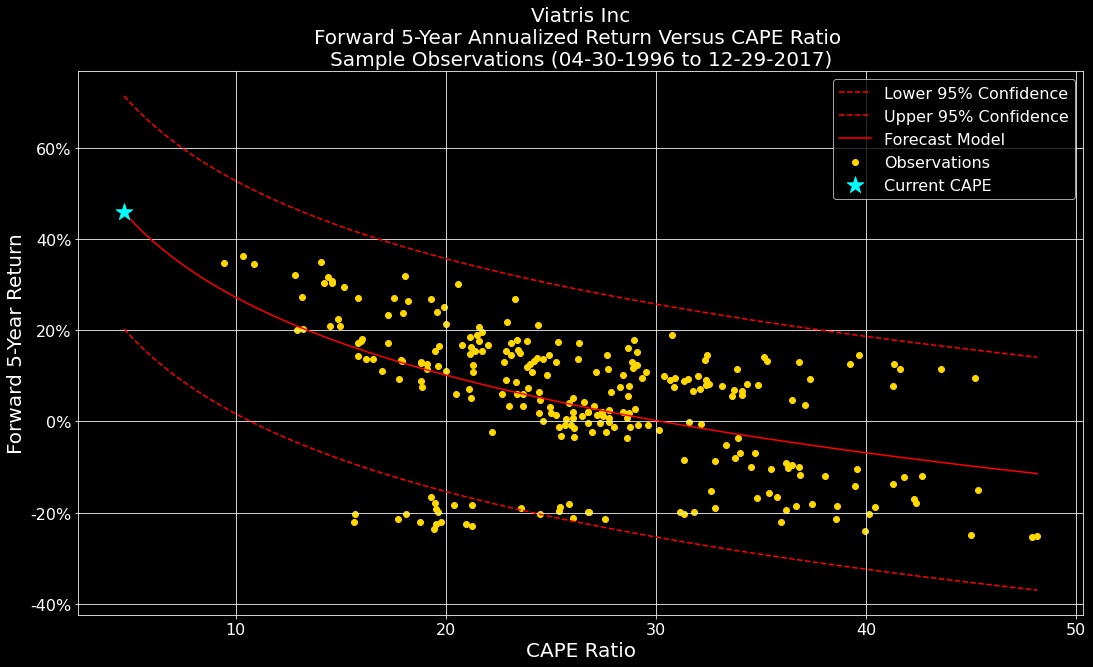 Viatris Inc
Forward 5-Year Annualized Return Versus CAPE Ratio
Sample Observations (04-30-1996 to 12-29-2017)
Lower 95% Confidence
Upper 95% Confidence
Forecast Model
Observations
Current CAPE
Forward 5-Year Return
60%
40%
20%
0%
-20%
-40%
10 20 30 40 50
CAPE Ratio